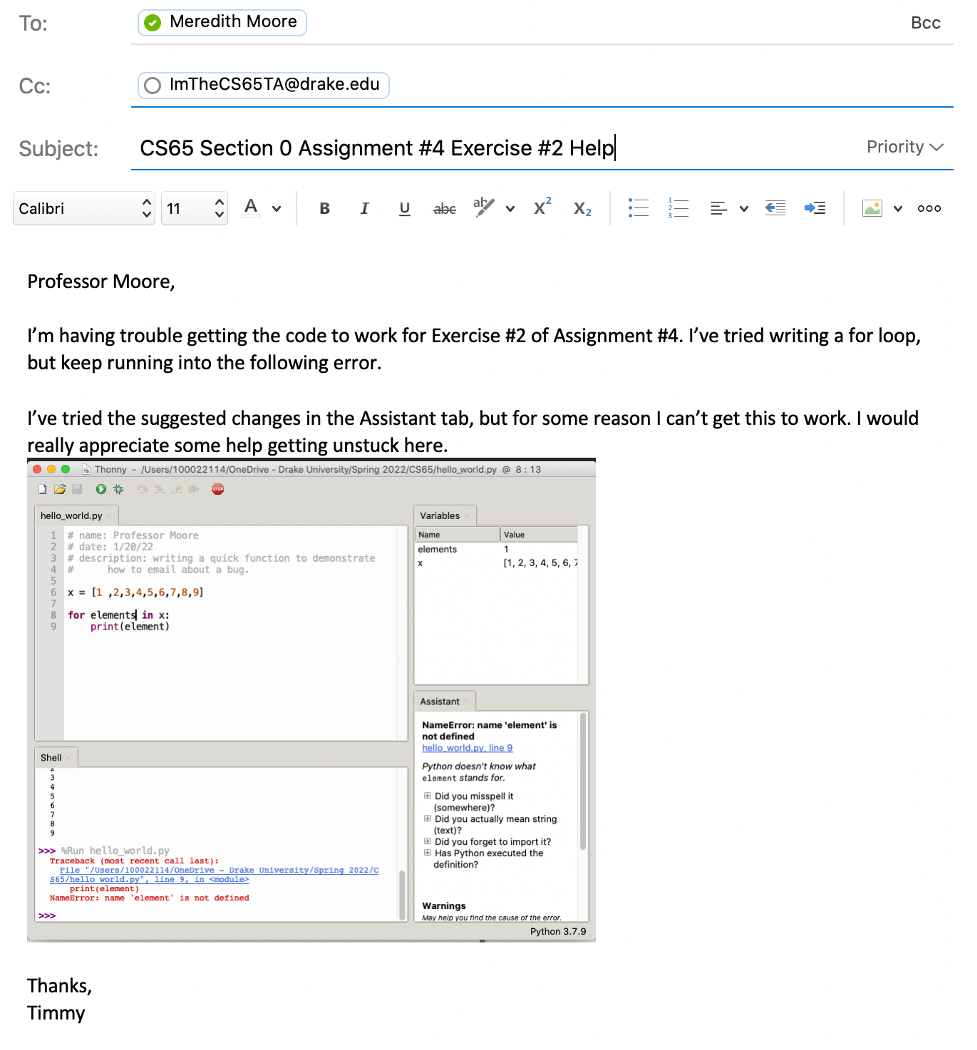 To:
Meredith Moore
Bcc
Cc:
ImTheCS65TA@drake.edu
Subject:
CS65 Section 0 Assignment #4 Exercise #2 Help
Priority
Calibri
11
A
B
I
U
abc
ab
X²
X₂
1
2
3
Professor Moore,
I'm having trouble getting the code to work for Exercise #2 of Assignment #4. I've tried writing a for loop,
but keep running into the following error.
I've tried the suggested changes in the Assistant tab, but for some reason I can't get this to work. I would
really appreciate some help getting unstuck here.
Thonny - /Users/100022114/OneDrive - Drake University/Spring 2022/CS65/hello_world.py @ 8 : 13
STOP
hello_world.py
1 # name: Professor Moore
2 # date: 1/20/22
3 # description: writing a quick function to demonstrate
4 #      how to email about a bug.
5
6 x = [1 ,2,3,4,5,6,7,8,9]
7
8 for elements in x:
9     print(element)
Variables
Name Value
elements 1
x [1, 2, 3, 4, 5, 6, 7
Shell
2
3
4
5
6
7
8
9
>>> %Run hello_world.py
Traceback (most recent call last):
File "/Users/100022114/OneDrive - Drake University/Spring 2022/C
S65/hello_world.py", line 9, in <module>
print(element)
NameError: name 'element' is not defined
>>>
Assistant
NameError: name 'element' is
not defined
hello_world.py, line 9
Python doesn't know what
element stands for.
Did you misspell it
(somewhere)?
Did you actually mean string
(text)?
Did you forget to import it?
Has Python executed the
definition?
Warnings
May help you find the cause of the error.
Python 3.7.9
Thanks,
Timmy